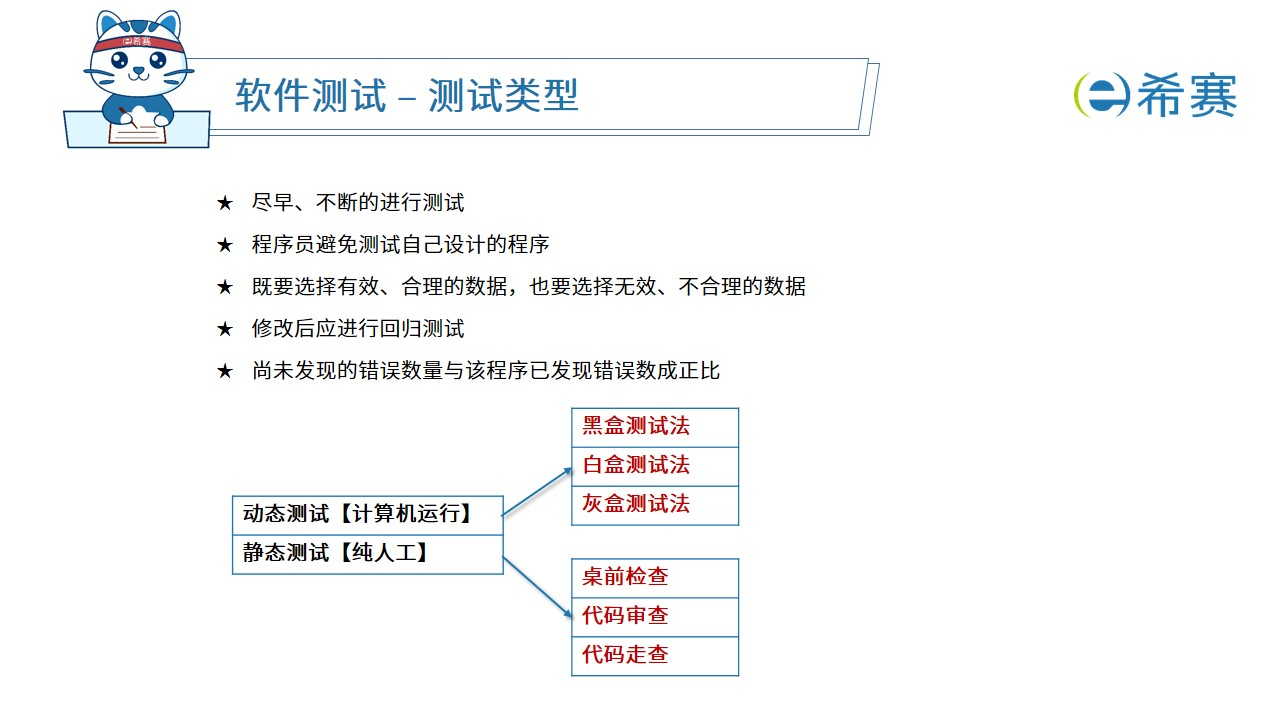 希赛
软件测试 – 测试类型
希赛
★ 尽早、不断的进行测试
★ 程序员避免测试自己设计的程序
★ 既要选择有效、合理的数据，也要选择无效、不合理的数据
★ 修改后应进行回归测试
★ 尚未发现的错误数量与该程序已发现错误数成正比
动态测试【计算机运行】
静态测试【纯人工】
黑盒测试法
白盒测试法
灰盒测试法
桌前检查
代码审查
代码走查